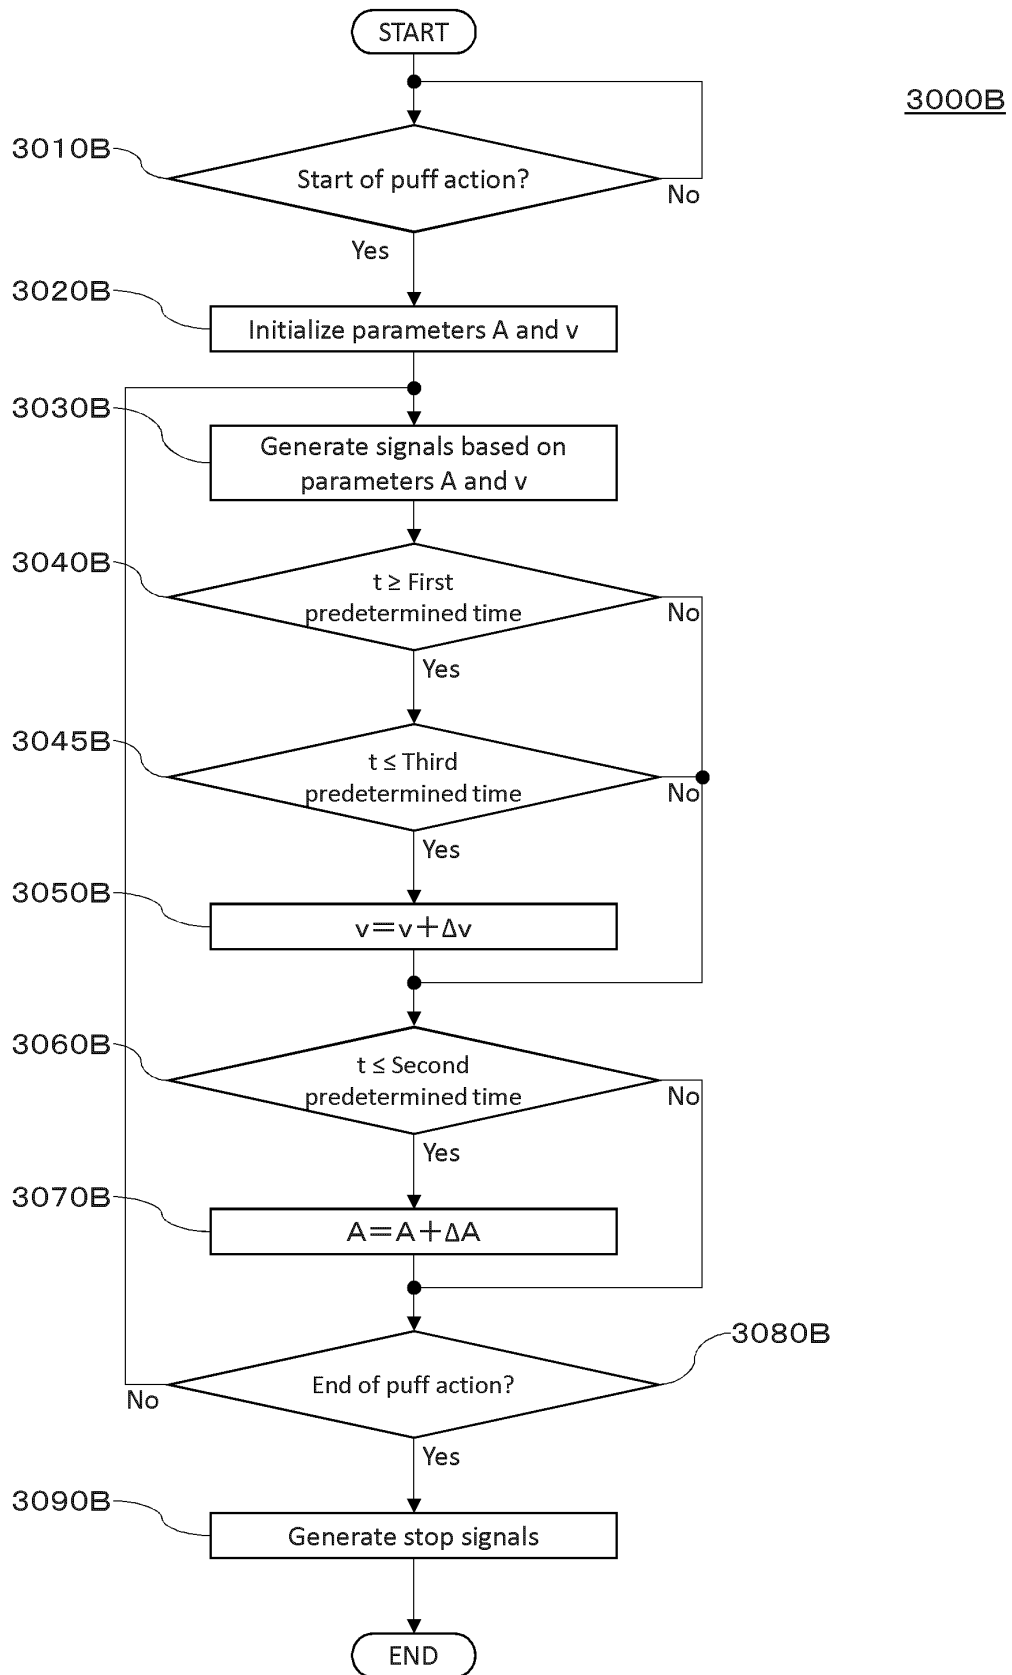 START
3000B
3010B
Start of puff action?
No
Yes
3020B
Initialize parameters A and v
3030B
Generate signals based on
parameters A and v
3040B
t ≥ First
predetermined time
No
Yes
3045B
t ≤ Third
predetermined time
No
Yes
3050B
v=v+Δv
3060B
t ≤ Second
predetermined time
No
Yes
3070B
A=A+ΔA
3080B
End of puff action?
No
Yes
3090B
Generate stop signals
END